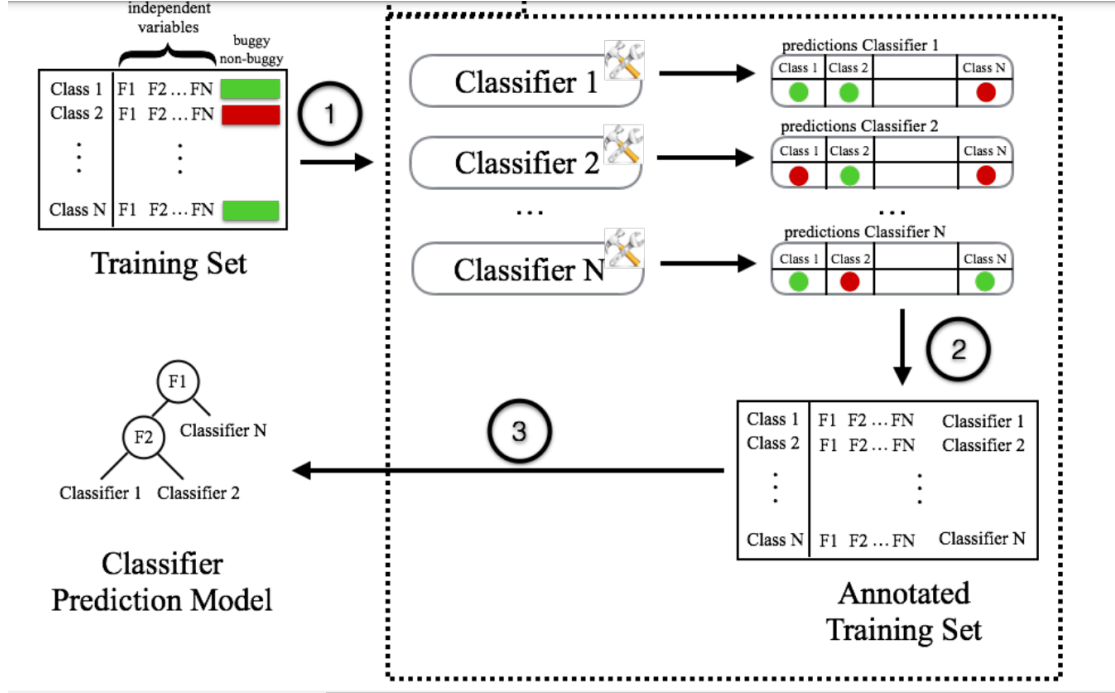 independent
variables
buggy
non-buggy
Class 1 F1 F2 ... FN
Class 2 F1 F2 ... FN
Class N F1 F2 ... FN
Training Set
1
Classifier 1
predictions Classifier 1
Class 1 Class 2 Class N
Classifier 2
predictions Classifier 2
Class 1 Class 2 Class N
... ...
Classifier N
predictions Classifier N
Class 1 Class 2 Class N
2
Class 1 F1 F2 ... FN Classifier 1
Class 2 F1 F2 ... FN Classifier 2
Class N F1 F2 ... FN Classifier N
Annotated
Training Set
3
F1
F2 Classifier N
Classifier 1 Classifier 2
Classifier
Prediction Model